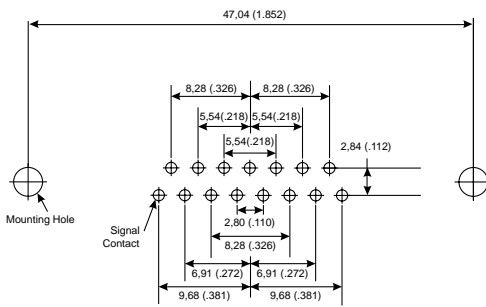 47,04 (1.852)
8,28 (.326) 8,28 (.326)
5,54(.218) 5,54(.218)
5,54(.218)
2,84 (.112)
Mounting Hole
Signal
Contact
2,80 (.110)
8,28 (.326)
6,91 (.272) 6,91 (.272)
9,68 (.381) 9,68 (.381)